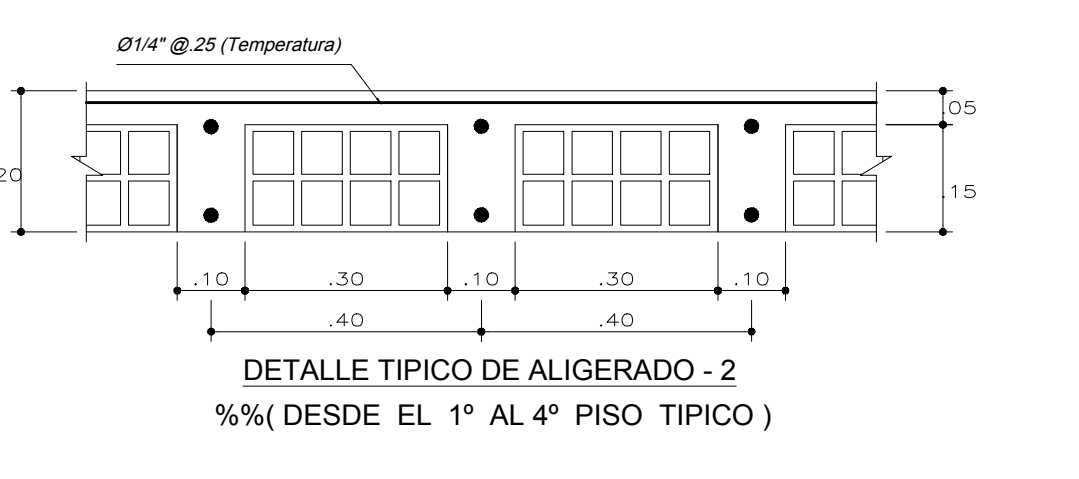 Ø1/4" @.25 (Temperatura)
.05
20
.15
.10 .30 .10 .30 .10
.40 .40
DETALLE TIPICO DE ALIGERADO - 2
%%( DESDE EL 1º AL 4º PISO TIPICO )